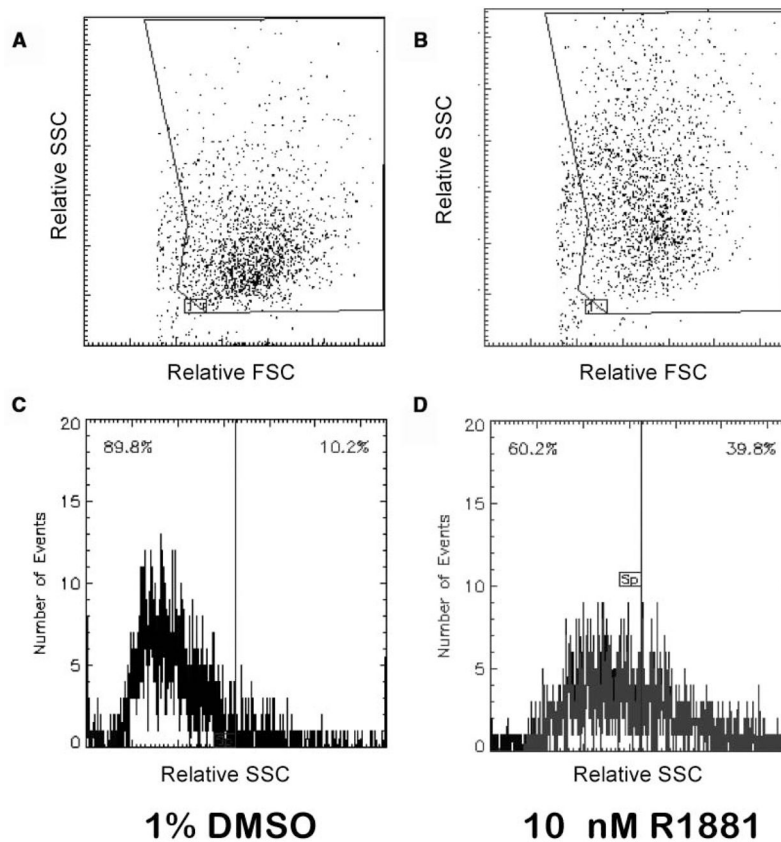 A
B
Relative SSC
Relative SSC
Relative FSC
Relative FSC
C
D
20
15
10
5
0
89.8%
10.2%
Number of Events
Relative SSC
20
15
10
5
0
60.2%
39.8%
Sp
Number of Events
Relative SSC
1% DMSO
10 nM R1881